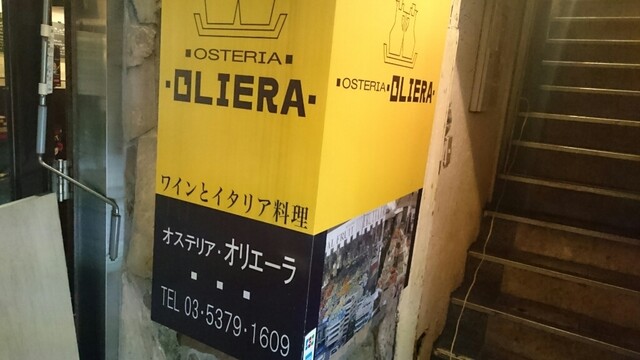 OSTERIA
OLIERA
ワインとイタリア料理
オステリア・オリエーラ
TEL 03・5379・1609
OSTERIA OLIERA